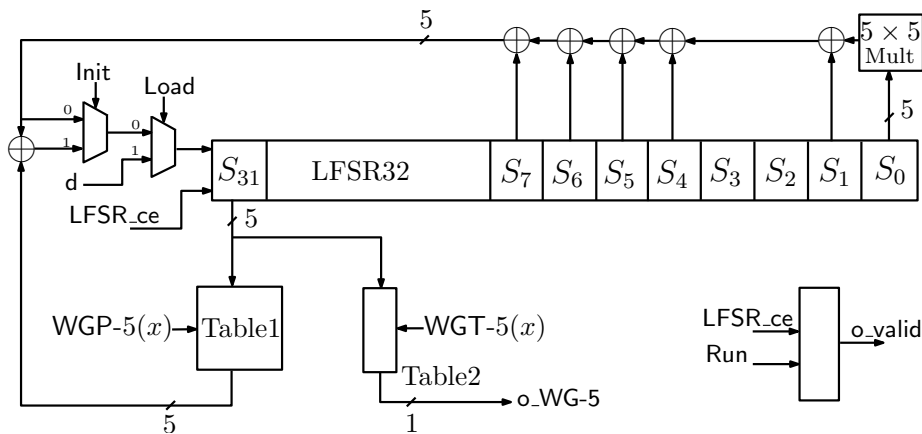 5
5 × 5
Mult
Init
Load
0
0
1
1
5
d
S31
LFSR32
S7
S6
S5
S4
S3
S2
S1
S0
LFSR_ce
5
WGP-5(x)
Table1
WGT-5(x)
LFSR_ce
o_valid
Run
Table2
o_WG-5
5
1